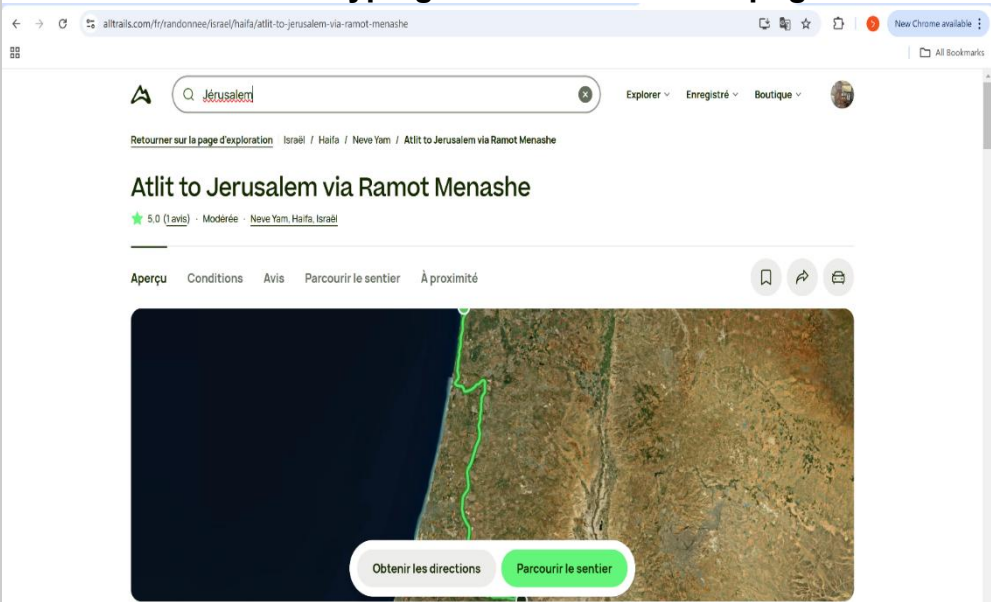 alltrails.com/fr/randonnee/israel/haifa/atlit-to-jerusalem-via-ramot-menashe
New Chrome available
All Bookmarks
Jérusalem
Explorer
Enregistré
Boutique
Retourner sur la page d'exploration Israël / Haifa / Neve Yam / Atlit to Jerusalem via Ramot Menashe
Atlit to Jerusalem via Ramot Menashe
5,0 (1 avis) · Modérée · Neve Yam, Haifa, Israël
Aperçu Conditions Avis Parcourir le sentier À proximité
Obtenir les directions Parcourir le sentier